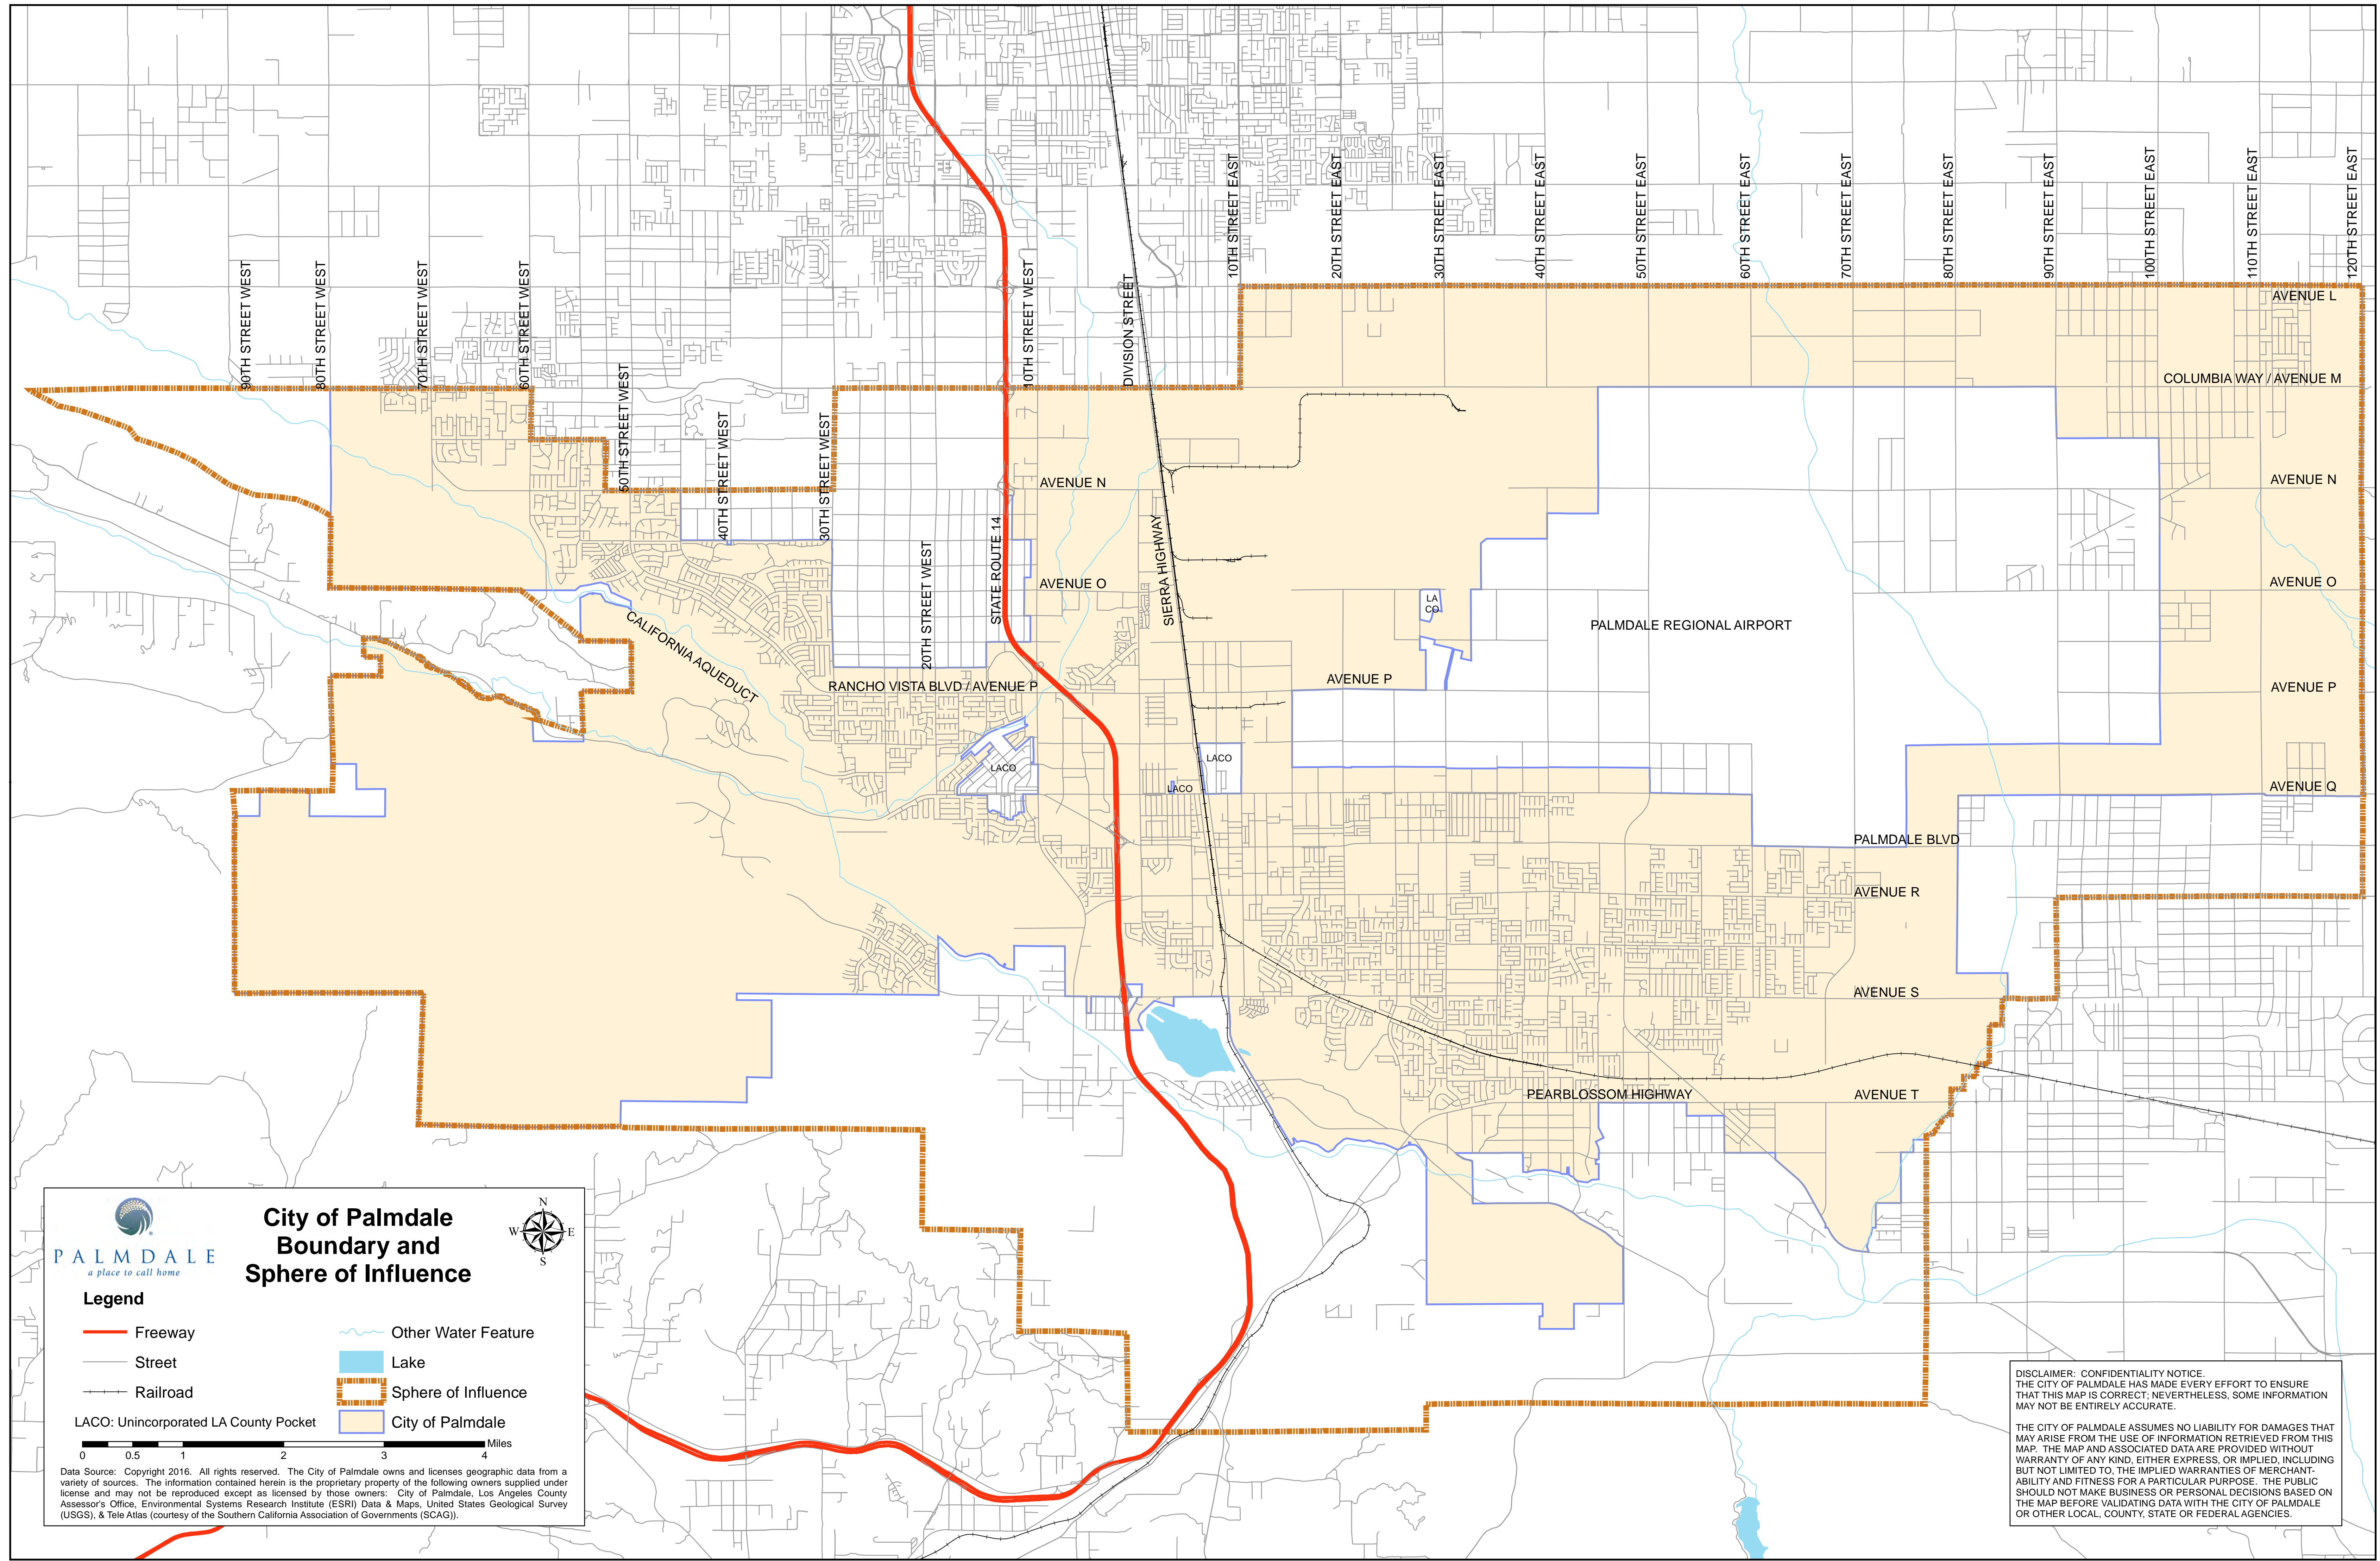 10TH STREET EAST
20TH STREET EAST
30TH STREET EAST
40TH STREET EAST
50TH STREET EAST
60TH STREET EAST
70TH STREET EAST
80TH STREET EAST
90TH STREET EAST
100TH STREET EAST
110TH STREET EAST
120TH STREET EAST
90TH STREET WEST
80TH STREET WEST
70TH STREET WEST
60TH STREET WEST
50TH STREET WEST
40TH STREET WEST
30TH STREET WEST
20TH STREET WEST
STATE ROUTE 14
10TH STREET WEST
DIVISION STREET
SIERRA HIGHWAY
AVENUE L
COLUMBIA WAY / AVENUE M
AVENUE N
AVENUE N
AVENUE O
AVENUE O
LA
CO
PALMDALE REGIONAL AIRPORT
CALIFORNIA AQUEDUCT
RANCHO VISTA BLVD / AVENUE P
AVENUE P
AVENUE P
LACO
LACO
LACO
AVENUE Q
PALMDALE BLVD
AVENUE R
AVENUE S
PEARBLOSSOM HIGHWAY
AVENUE T
PALMDALE
a place to call home
City of Palmdale
Boundary and
Sphere of Influence
N
W
E
S
Legend
Freeway
Street
Railroad
LACO: Unincorporated LA County Pocket
Other Water Feature
Lake
Sphere of Influence
City of Palmdale
Miles
0 0.5 1 2 3 4
Data Source: Copyright 2016. All rights reserved. The City of Palmdale owns and licenses geographic data from a
variety of sources. The information contained herein is the proprietary property of the following owners supplied under
license and may not be reproduced except as licensed by those owners: City of Palmdale, Los Angeles County
Assessor's Office, Environmental Systems Research Institute (ESRI) Data & Maps, United States Geological Survey
(USGS), & Tele Atlas (courtesy of the Southern California Association of Governments (SCAG)).
DISCLAIMER: CONFIDENTIALITY NOTICE.
THE CITY OF PALMDALE HAS MADE EVERY EFFORT TO ENSURE
THAT THIS MAP IS CORRECT; NEVERTHELESS, SOME INFORMATION
MAY NOT BE ENTIRELY ACCURATE.
THE CITY OF PALMDALE ASSUMES NO LIABILITY FOR DAMAGES THAT
MAY ARISE FROM THE USE OF INFORMATION RETRIEVED FROM THIS
MAP. THE MAP AND ASSOCIATED DATA ARE PROVIDED WITHOUT
WARRANTY OF ANY KIND, EITHER EXPRESS, OR IMPLIED, INCLUDING
BUT NOT LIMITED TO, THE IMPLIED WARRANTIES OF MERCHANT-
ABILITY AND FITNESS FOR A PARTICULAR PURPOSE. THE PUBLIC
SHOULD NOT MAKE BUSINESS OR PERSONAL DECISIONS BASED ON
THE MAP BEFORE VALIDATING DATA WITH THE CITY OF PALMDALE
OR OTHER LOCAL, COUNTY, STATE OR FEDERAL AGENCIES.